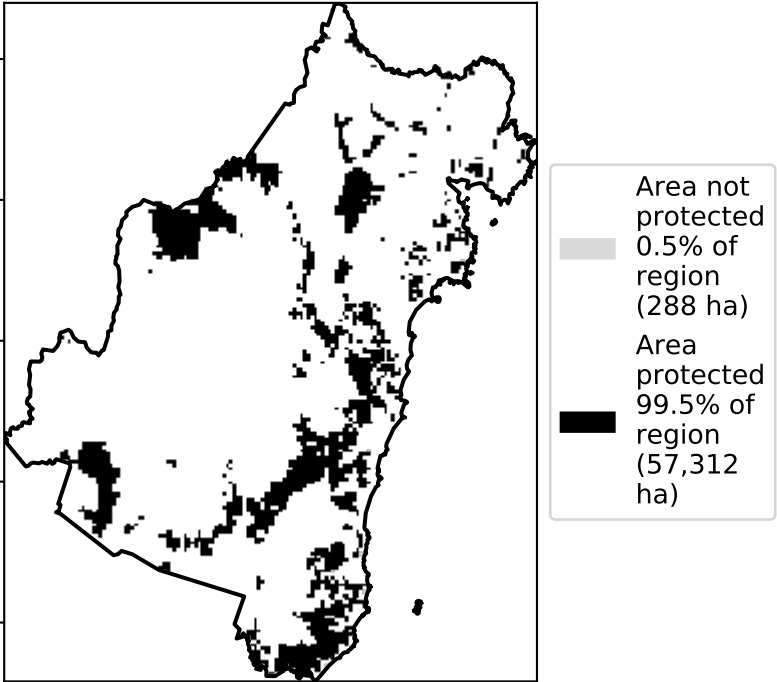 Area not
protected
0.5% of
region
(288 ha)
Area
protected
99.5% of
region
(57,312
ha)